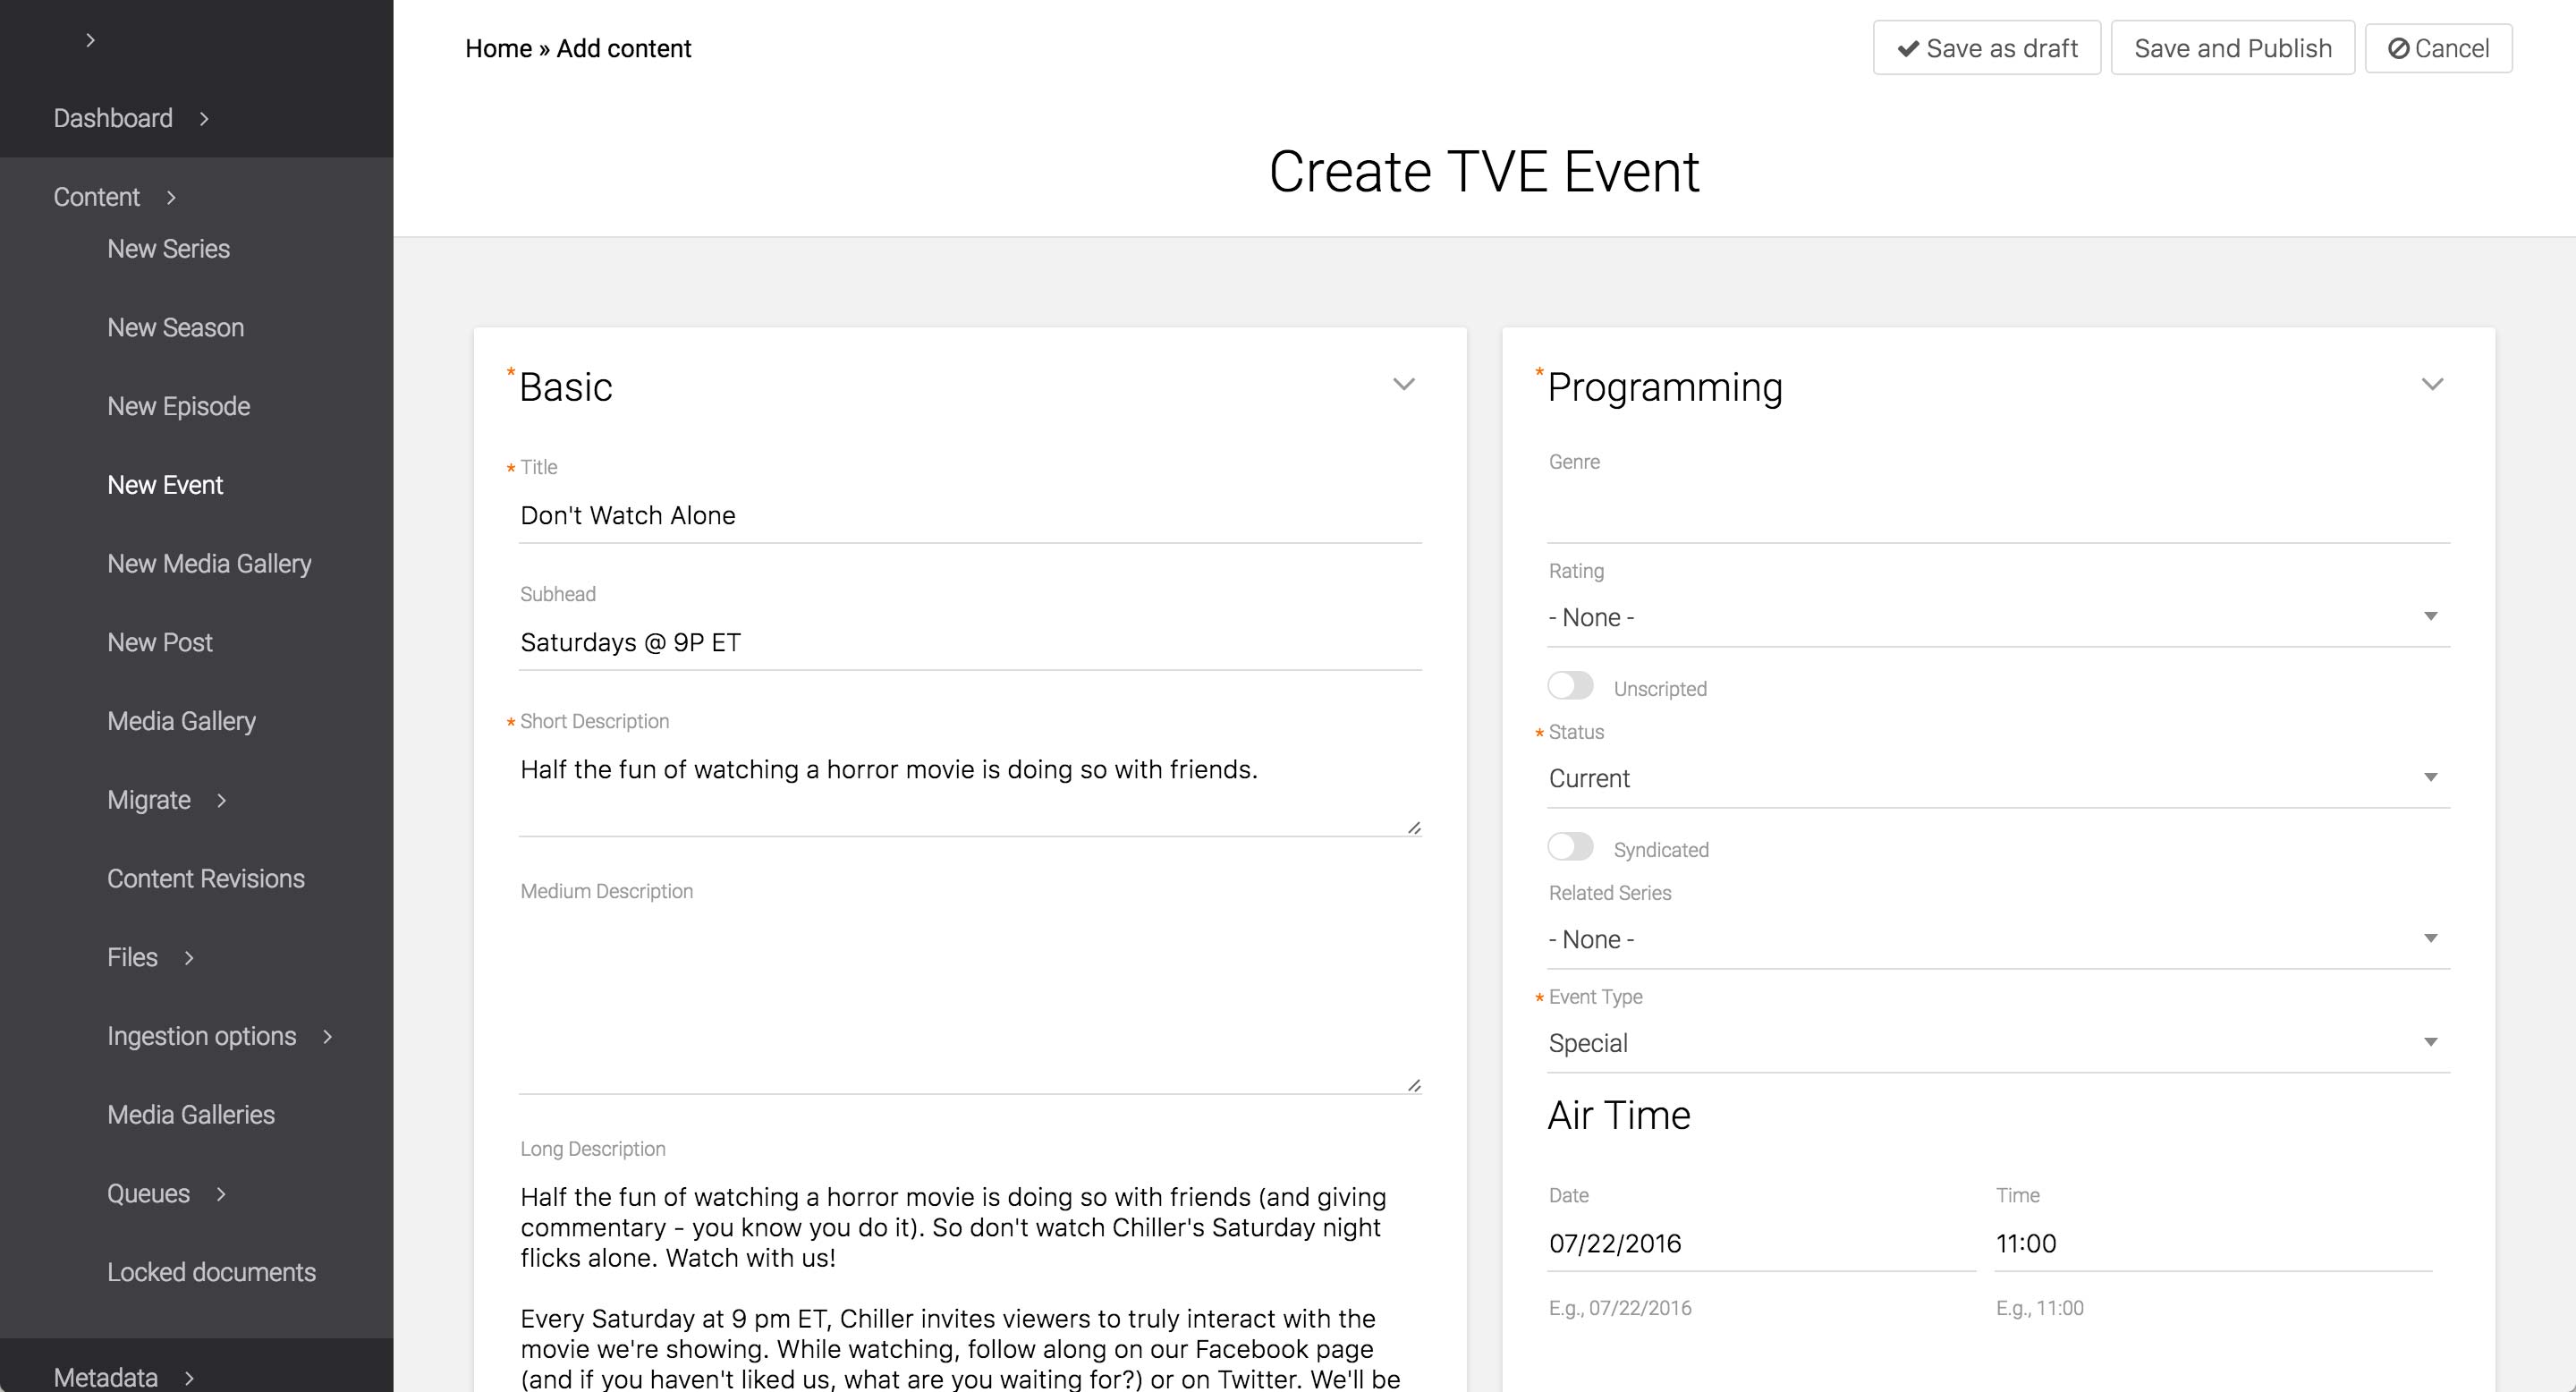 Home » Add content
Save as draft
Save and Publish
Cancel
Create TVE Event
Dashboard
Content
New Series
New Season
New Episode
New Event
New Media Gallery
New Post
Media Gallery
Migrate
Content Revisions
Files
Ingestion options
Media Galleries
Queues
Locked documents
Metadata
* Basic
* Title
Don't Watch Alone
Subhead
Saturdays @ 9P ET
* Short Description
Half the fun of watching a horror movie is doing so with friends.
Medium Description
Long Description
Half the fun of watching a horror movie is doing so with friends (and giving
commentary - you know you do it). So don't watch Chiller's Saturday night
flicks alone. Watch with us!
Every Saturday at 9 pm ET, Chiller invites viewers to truly interact with the
movie we're showing. While watching, follow along on our Facebook page
(and if you haven't liked us, what are you waiting for?) or on Twitter. We'll be
* Programming
Genre
Rating
- None -
Unscripted
* Status
Current
Syndicated
Related Series
- None -
* Event Type
Special
Air Time
Date
Time
07/22/2016
11:00
E.g., 07/22/2016
E.g., 11:00